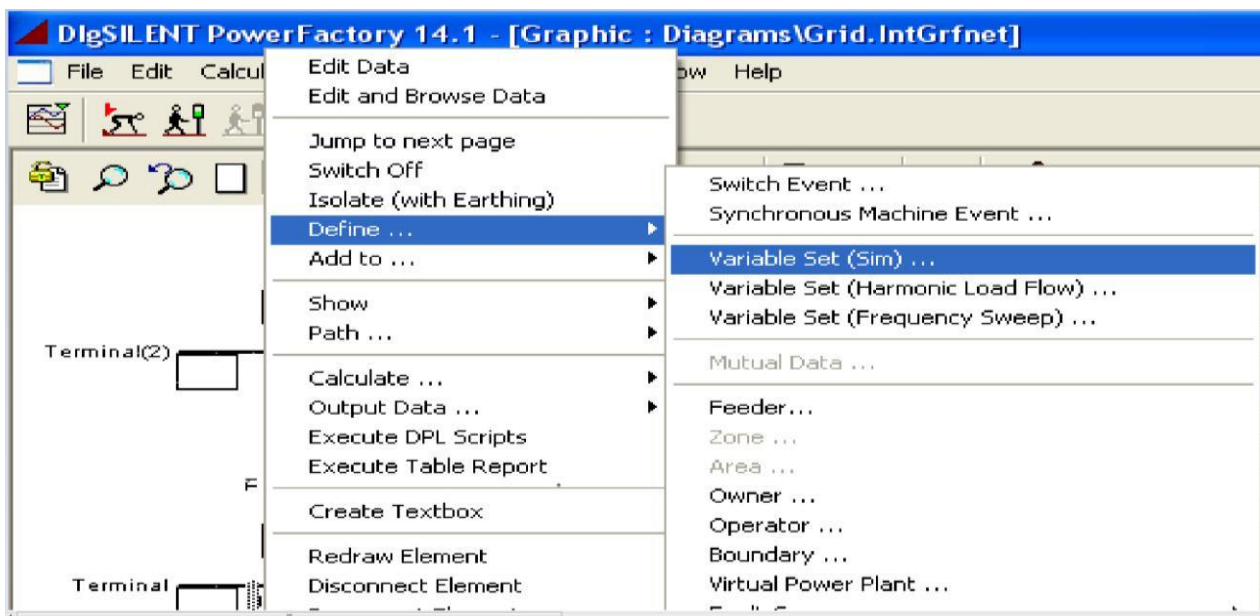 DIgSILENT PowerFactory 14.1 - [Graphic : Diagrams\Grid.IntGrfnet]
File Edit Calcul ow Help
Edit Data
Edit and Browse Data
Jump to next page
Switch Off
Isolate (with Earthing)
Define ...
Add to ...
Show
Path ...
Calculate ...
Output Data ...
Execute DPL Scripts
Execute Table Report
Create Textbox
Redraw Element
Disconnect Element
Switch Event ...
Synchronous Machine Event ...
Variable Set (Sim) ...
Variable Set (Harmonic Load Flow) ...
Variable Set (Frequency Sweep) ...
Mutual Data ...
Feeder...
Zone ...
Area ...
Owner ...
Operator ...
Boundary ...
Virtual Power Plant ...
Terminal(2)
Terminal